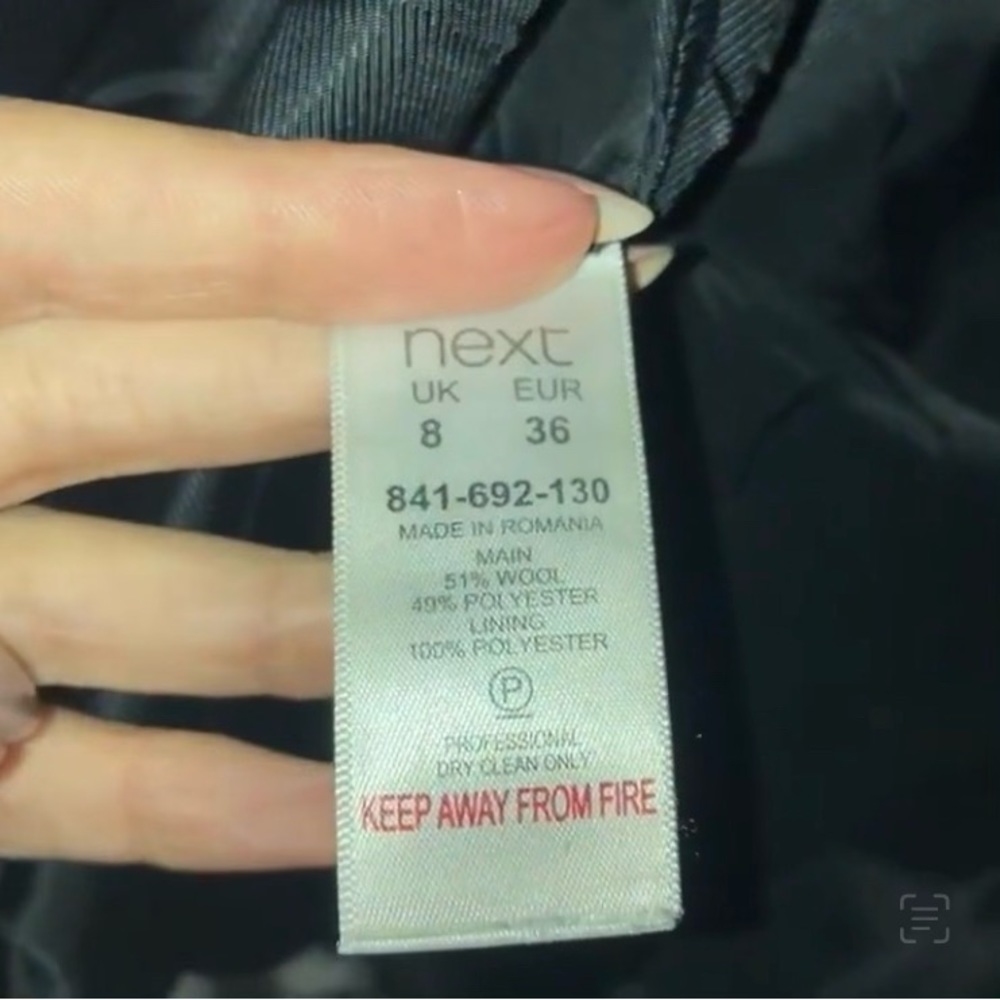 next
UK EUR
8 36
841-692-130
MADE IN ROMANIA
MAIN
51% WOOL
49% POLYESTER
LINING
100% POLYESTER
P
PROFESSIONAL
DRY CLEAN ONLY
KEEP AWAY FROM FIRE